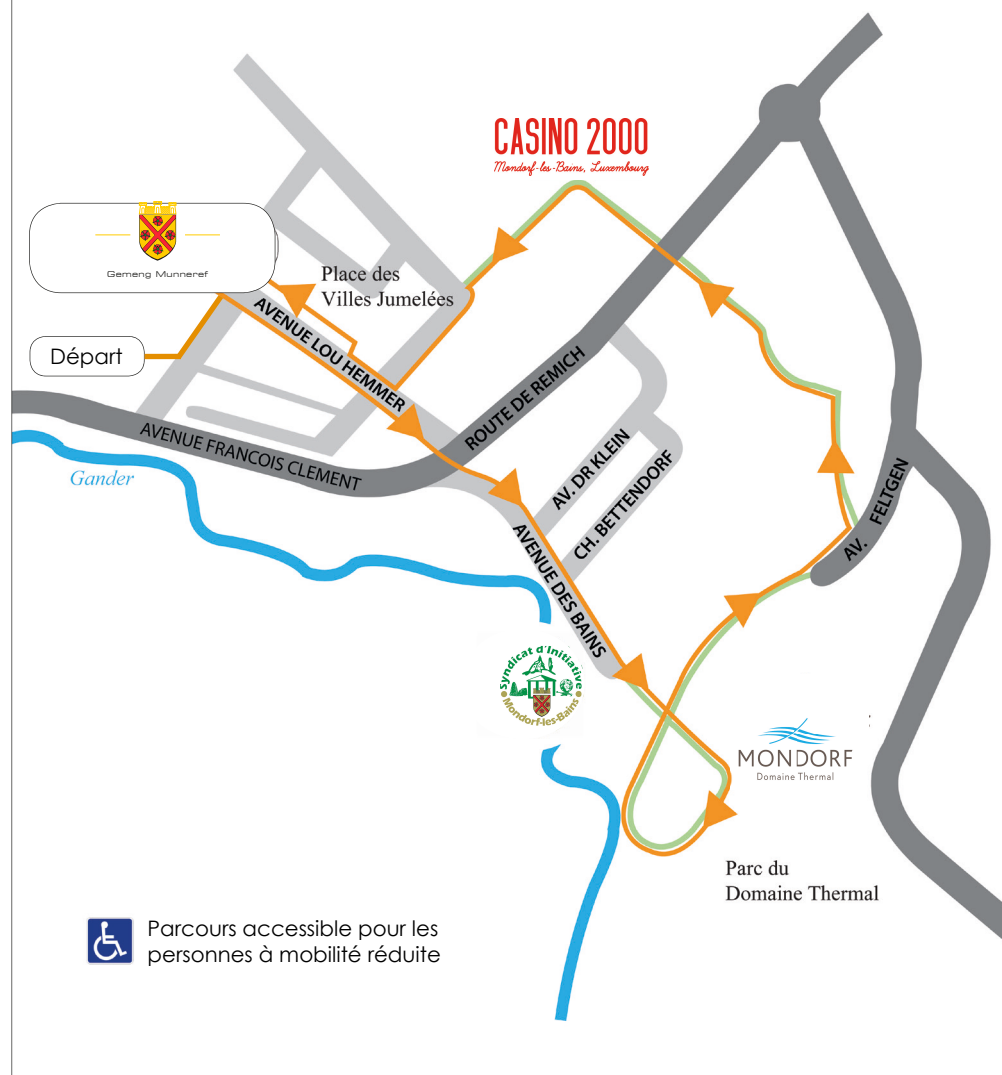 CASINO 2000
Mondorf-les-Bains, Luxembourg
Gemeng Munneref
Place des
Villes Jumelées
Départ
AVENUE LOU HEMMER
ROUTE DE REMICH
AVENUE FRANCOIS CLEMENT
Gander
AV. DR KLEIN
CH. BETTENDORF
AV. FELTGEN
AVENUE DES BAINS
Syndicat d'Initiative
Mondorf-les-Bains
MONDORF
Domaine Thermal
Parc du
Domaine Thermal
Parcours accessible pour les
personnes à mobilité réduite